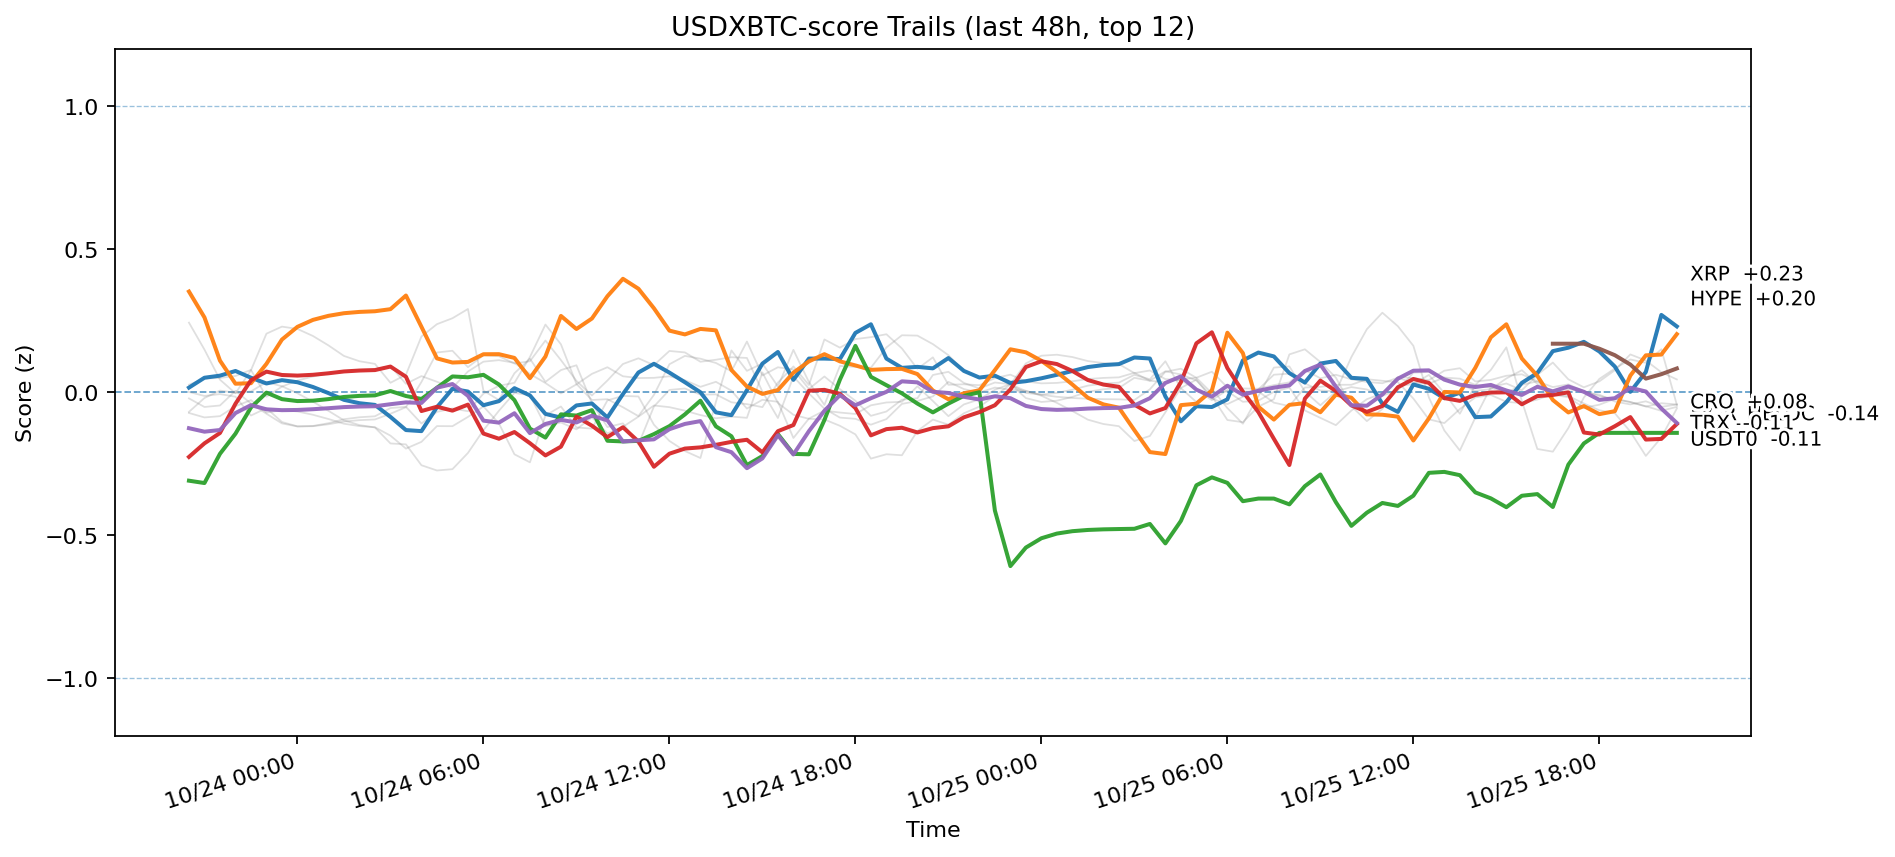 USDXBTC-score Trails (last 48h, top 12)
Score (z)
1.0
0.5
0.0
−0.5
−1.0
XRP +0.23
HYPE +0.20
CRO +0.08
-0.14
TRX -0.11
USDT0 -0.11
10/24 00:00
10/24 06:00
10/24 12:00
10/24 18:00
10/25 00:00
10/25 06:00
10/25 12:00
10/25 18:00
Time